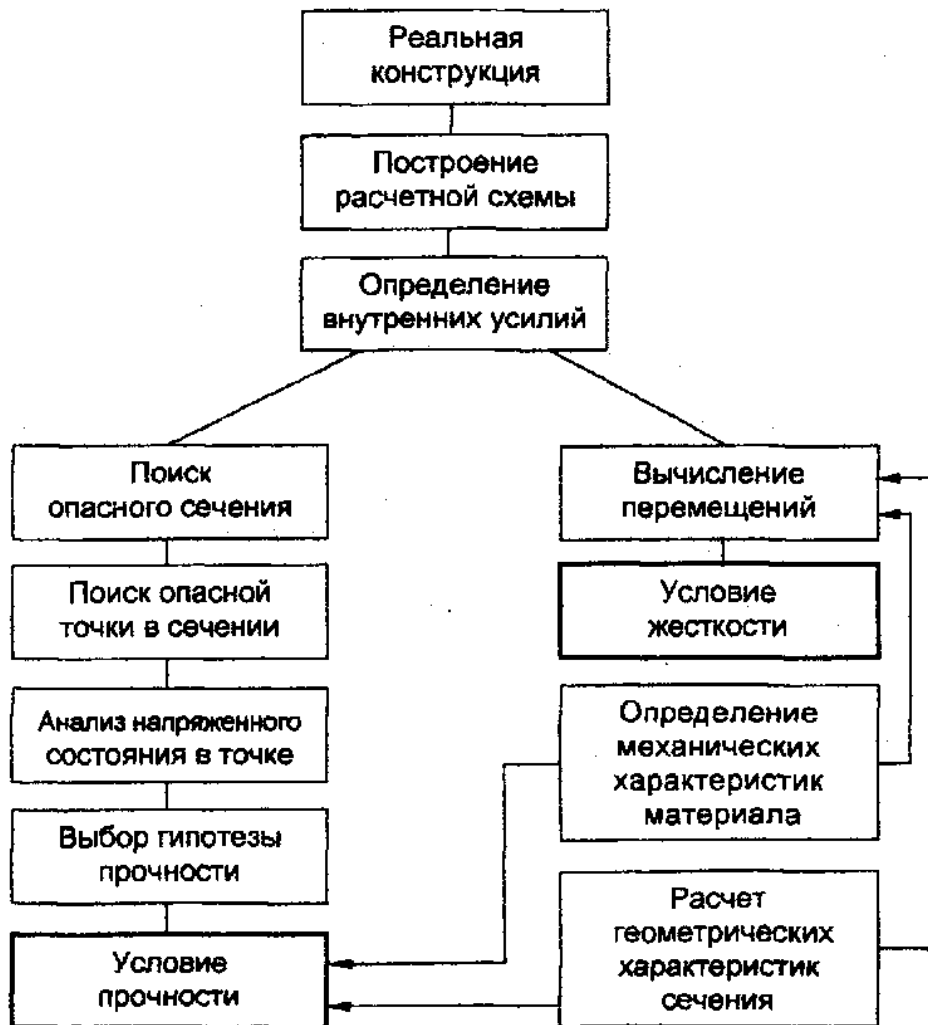 Реальная
конструкция
Построение
расчетной схемы
Определение
внутренних усилий
Поиск
опасного сечения
Поиск опасной
точки в сечении
Анализ напряженного
состояния в точке
Выбор гипотезы
прочности
Условие
прочности
Вычисление
перемещений
Условие
жесткости
Определение
механических
характеристик
материала
Расчет
геометрических
характеристик
сечения